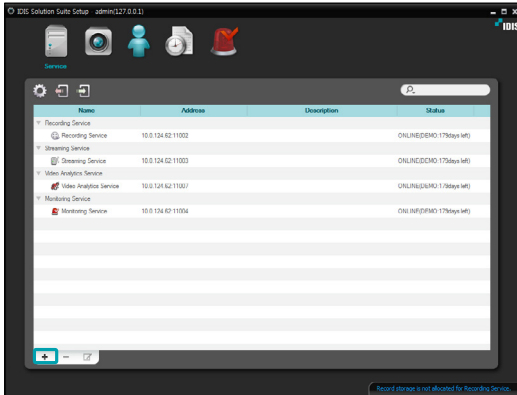 IDIS Solution Suite Setup - admin(127.0.0.1)
IDIS
Service
Name Address Description Status
Recording Service
Recording Service 10.0.124.62:11002 ONLINE(DEMO:179days left)
Streaming Service
Streaming Service 10.0.124.62:11003 ONLINE(DEMO:179days left)
Video Analytics Service
Video Analytics Service 10.0.124.62:11007 ONLINE(DEMO:179days left)
Monitoring Service
Monitoring Service 10.0.124.62:11004 ONLINE(DEMO:179days left)
Record storage is not allocated for Recording Service.